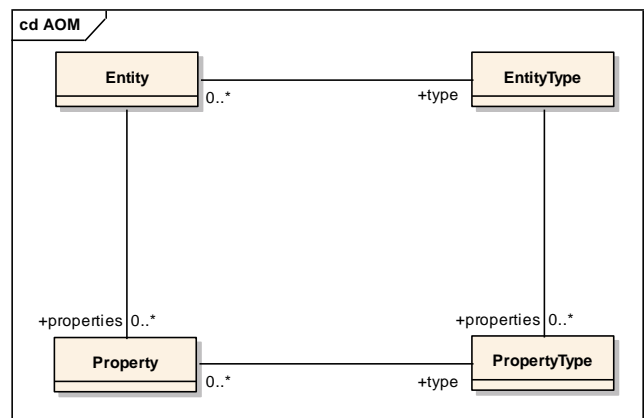 cd AOM
Entity
EntityType
0..*
+type
+properties 0..*
+properties 0..*
Property
PropertyType
0..*
+type